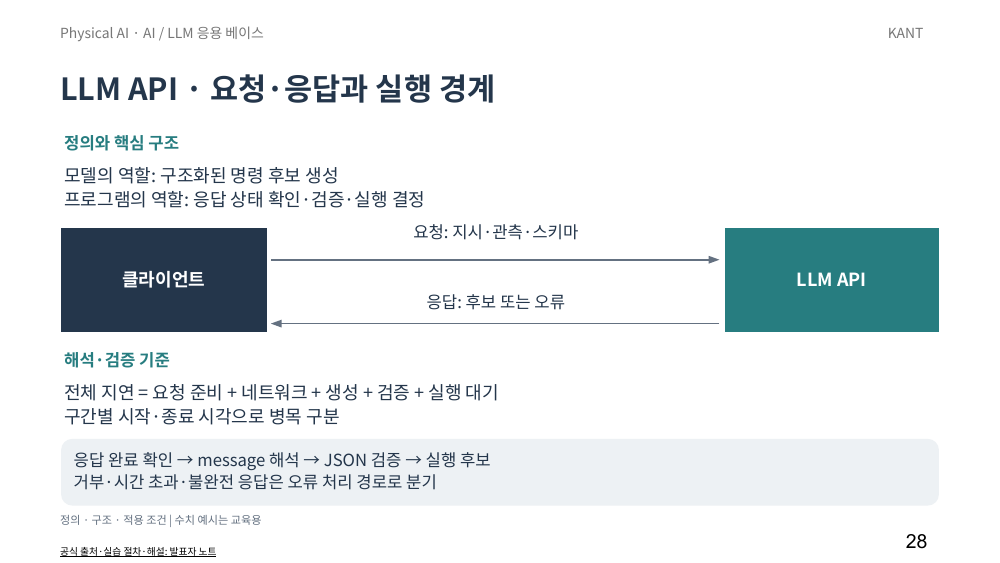 Physical AI · AI / LLM 응용 베이스
KANT
LLM API · 요청·응답과 실행 경계
정의와 핵심 구조
모델의 역할: 구조화된 명령 후보 생성
프로그램의 역할: 응답 상태 확인·검증·실행 결정
요청: 지시·관측·스키마
클라이언트
LLM API
응답: 후보 또는 오류
해석·검증 기준
전체 지연 = 요청 준비 + 네트워크 + 생성 + 검증 + 실행 대기
구간별 시작·종료 시각으로 병목 구분
응답 완료 확인 → message 해석 → JSON 검증 → 실행 후보
거부·시간 초과·불완전 응답은 오류 처리 경로로 분기
정의 · 구조 · 적용 조건 | 수치 예시는 교육용
공식 출처·실습 절차·해설: 발표자 노트
28